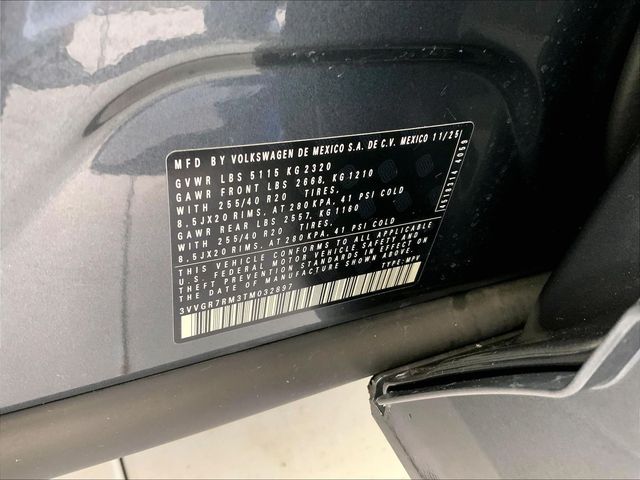 MFD BY VOLKSWAGEN DE MEXICO S.A. DE C.V. MEXICO 11/25
GVWR LBS 5115 KG 2320
GAWR FRONT LBS 2668, KG 1210
WITH 255/40 R20 TIRES.
8.5JX20 RIMS, AT 280 KPA, 41 PSI COLD
GAWR REAR LBS 2557, KG 1160
WITH 255/40 R20 TIRES.
8.5JX20 RIMS, AT 280 KPA, 41 PSI COLD
THIS VEHICLE CONFORMS TO ALL APPLICABLE
U.S. FEDERAL MOTOR VEHICLE SAFETY AND
THEFT PREVENTION STANDARDS IN EFFECT ON
THE DATE OF MANUFACTURE SHOWN ABOVE.
3VVGR7RM3TM032897 TYPE: MPV